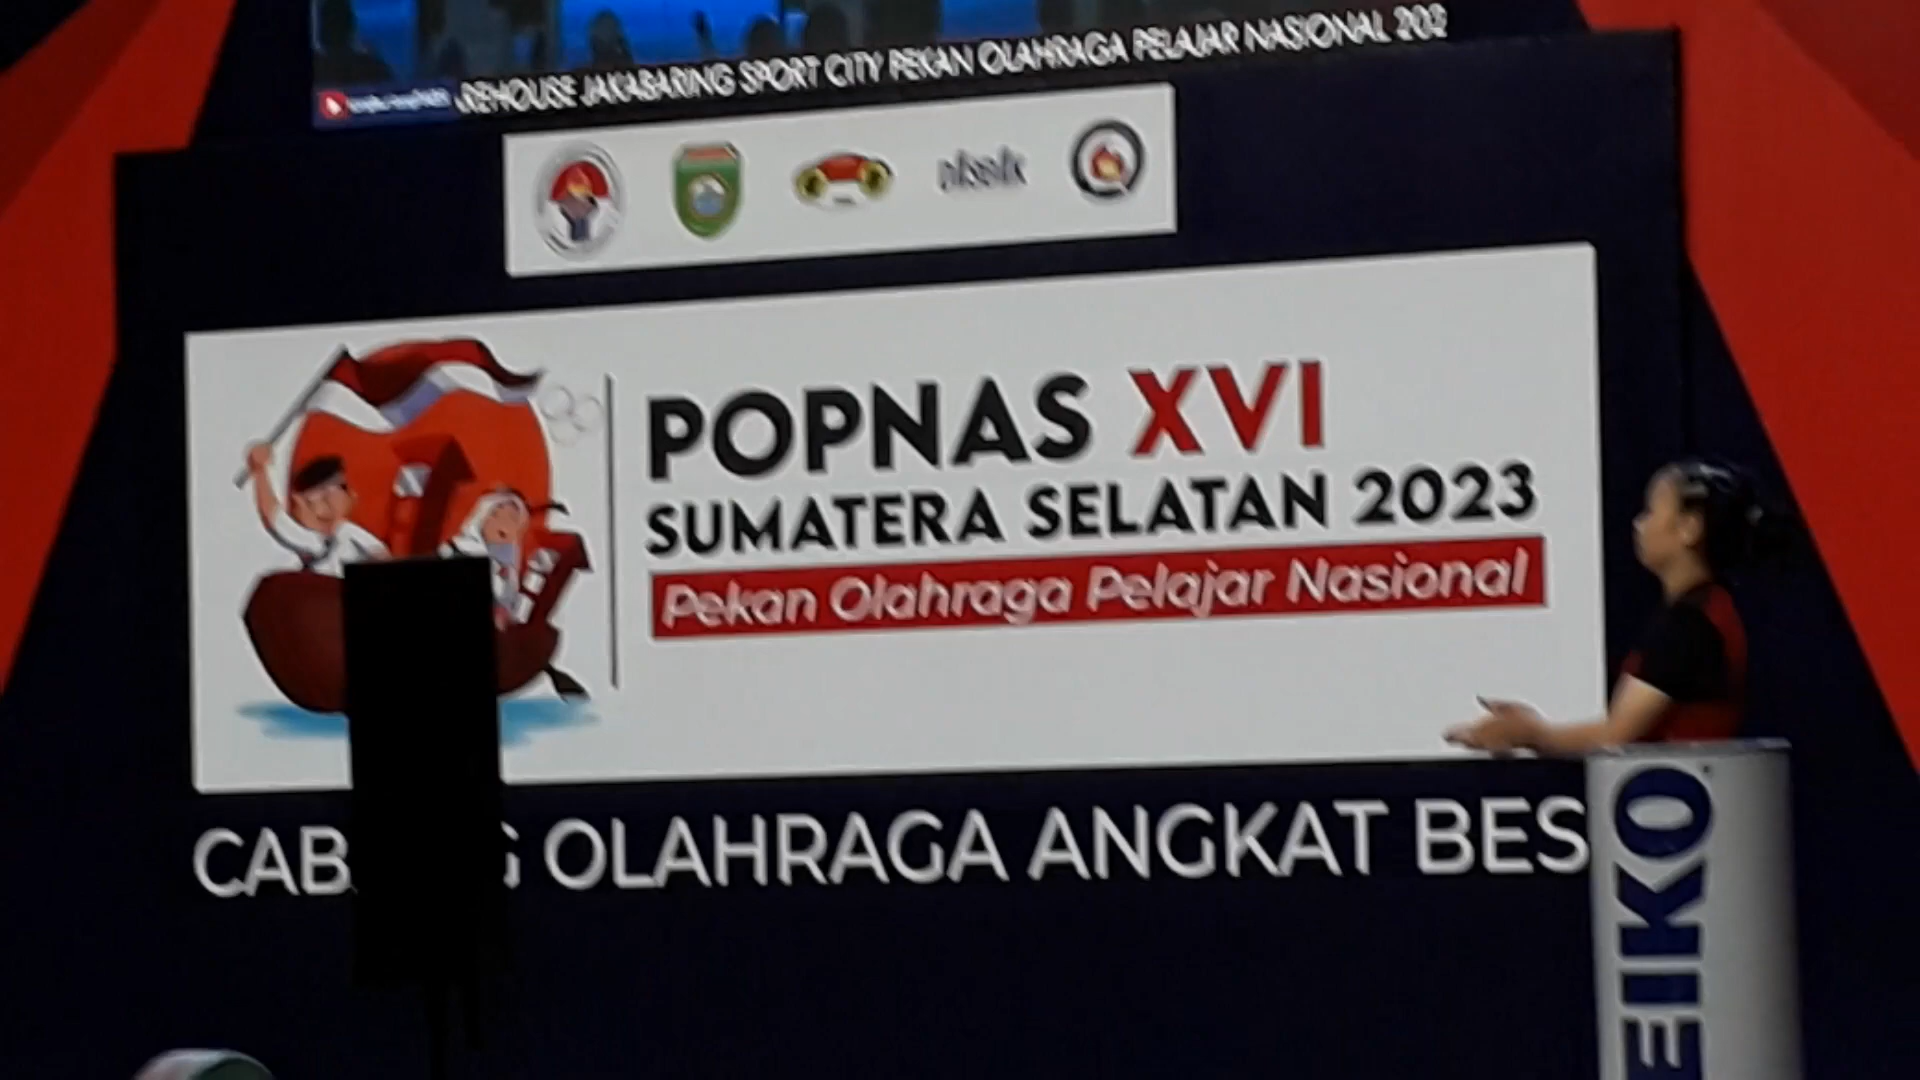 REHOUSE JAKABARING SPORT CITY PEKAN OLAHRAGA PELAJAR NASIONAL 202
POPNAS XVI
SUMATERA SELATAN 2023
Pekan Olahraga Pelajar Nasional
CAB G OLAHRAGA ANGKAT BES
EIKO